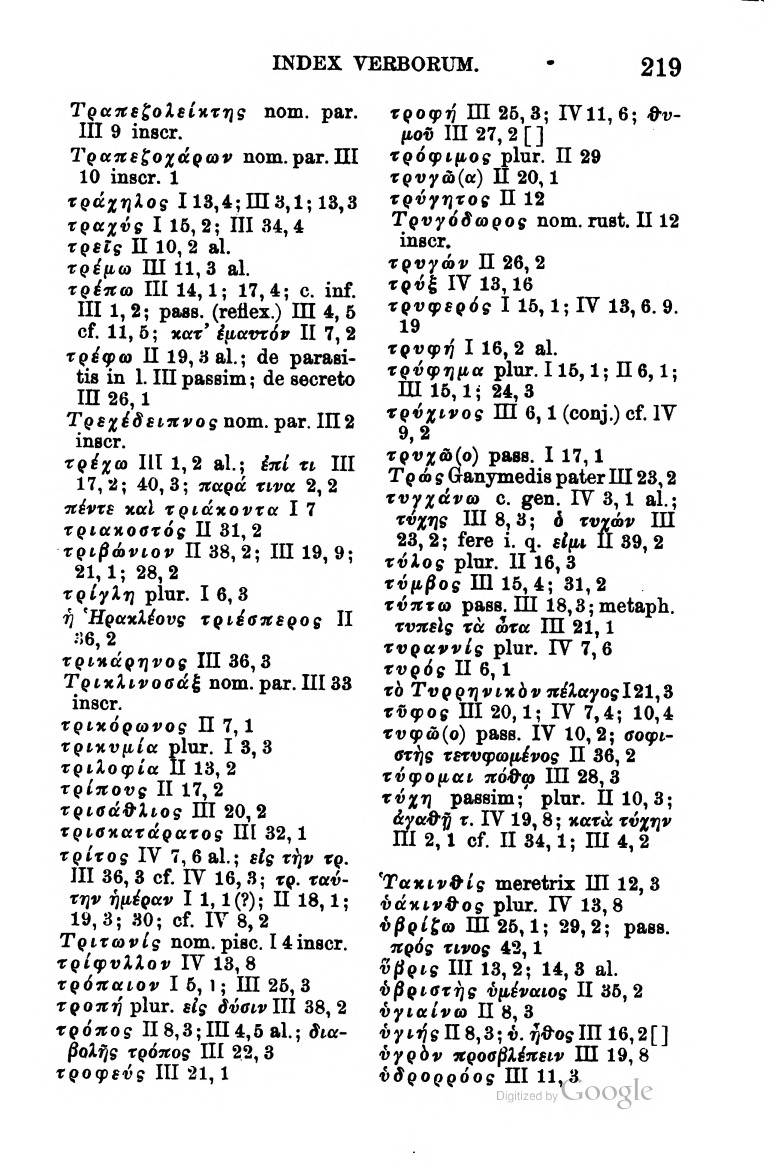 INDEX VERBORUM.
219
Τραπεζολείκτης nom. par.
III 9 inscr.
Τραπεζοχάρων nom. par. III
10 inscr. 1
τράχηλος I 13,4; III 3,1; 13,3
τραχύς I 15, 2; III 34, 4
τρεῖς II 10, 2 al.
τρέμω III 11, 3 al.
τρέπω III 14, 1; 17, 4; c. inf.
III 1, 2; pass. (reflex.) III 4, 5
cf. 11, 5; κατ' ἐμαυτόν II 7, 2
τρέφω II 19, 3 al.; de parasi-
tis in l. III passim; de secreto
III 26, 1
Τρεχέδειπνος nom. par. III 2
inscr.
τρέχω III 1, 2 al.; ἐπί τι III
17, 2; 40, 3; παρά τινα 2, 2
πέντε καὶ τριάκοντα I 7
τριακοστός II 31, 2
τριβώνιον II 38, 2; III 19, 9;
21, 1; 28, 2
τρίγλη plur. I 6, 3
ἡ Ἡρακλέους τριέσπερος II
36, 2
τρικάρηνος III 36, 3
Τρικλινοσάξ nom. par. III 33
inscr.
τρικόρωνος II 7, 1
τρικυμία plur. I 3, 3
τριλοφία II 13, 2
τρίπους II 17, 2
τρισάθλιος III 20, 2
τρισκατάρατος III 32, 1
τρίτος IV 7, 6 al.; εἰς τὴν τρ.
III 36, 3 cf. IV 16, 3; τρ. ταύ-
την ἡμέραν I 1, 1(?); II 18, 1;
19, 3; 30; cf. IV 8, 2
Τριτωνίς nom. pisc. I 4 inscr.
τρίφυλλον IV 13, 8
τρόπαιον I 5, 1; III 25, 3
τροπή plur. εἰς δύσιν III 38, 2
τρόπος II 8,3; III 4,5 al.; δια-
βολῆς τρόπος III 22, 3
τροφεύς III 21, 1
τροφή III 25, 3; IV 11, 6; θυ-
μοῦ III 27, 2 [ ]
τρόφιμος plur. II 29
τρυγῶ(α) II 20, 1
τρύγητος II 12
Τρυγόδωρος nom. rust. II 12
inscr.
τρυγών II 26, 2
τρύξ IV 13, 16
τρυφερός I 15, 1; IV 13, 6. 9.
19
τρυφή I 16, 2 al.
τρύφημα plur. I 15, 1; II 6, 1;
III 15, 1; 24, 3
τρύχινος III 6, 1 (conj.) cf. IV
9, 2
τρυχῶ(ο) pass. I 17, 1
Τρώς Ganymedis pater III 23, 2
τυγχάνω c. gen. IV 3, 1 al.;
τύχης III 8, 3; ὁ τυχών III
23, 2; fere i. q. εἰμι II 39, 2
τύλος plur. II 16, 3
τύμβος III 15, 4; 31, 2
τύπτω pass. III 18, 3; metaph.
τυπεὶς τὰ ὦτα III 21, 1
τυραννίς plur. IV 7, 6
τυρός II 6, 1
τὸ Τυρρηνικὸν πέλαγος I 21, 3
τῦφος III 20, 1; IV 7, 4; 10, 4
τυφῶ(ο) pass. IV 10, 2; σοφι-
στὴς τετυφωμένος II 36, 2
τύφομαι πόθῳ III 28, 3
τύχη passim; plur. II 10, 3;
ἀγαθῇ τ. IV 19, 8; κατὰ τύχην
III 2, 1 cf. II 34, 1; III 4, 2
Ὑακινθίς meretrix III 12, 3
ὑάκινθος plur. IV 13, 8
ὑβρίζω III 25, 1; 29, 2; pass.
πρός τινος 42, 1
ὕβρις III 13, 2; 14, 3 al.
ὑβριστὴς ὑμέναιος II 35, 2
ὑγιαίνω II 8, 3
ὑγιής II 8, 3; ὑ. ἦθος III 16, 2 [ ]
ὑγρὸν προσβλέπειν III 19, 8
ὑδρορρόος III 11, 3
Digitized by Google